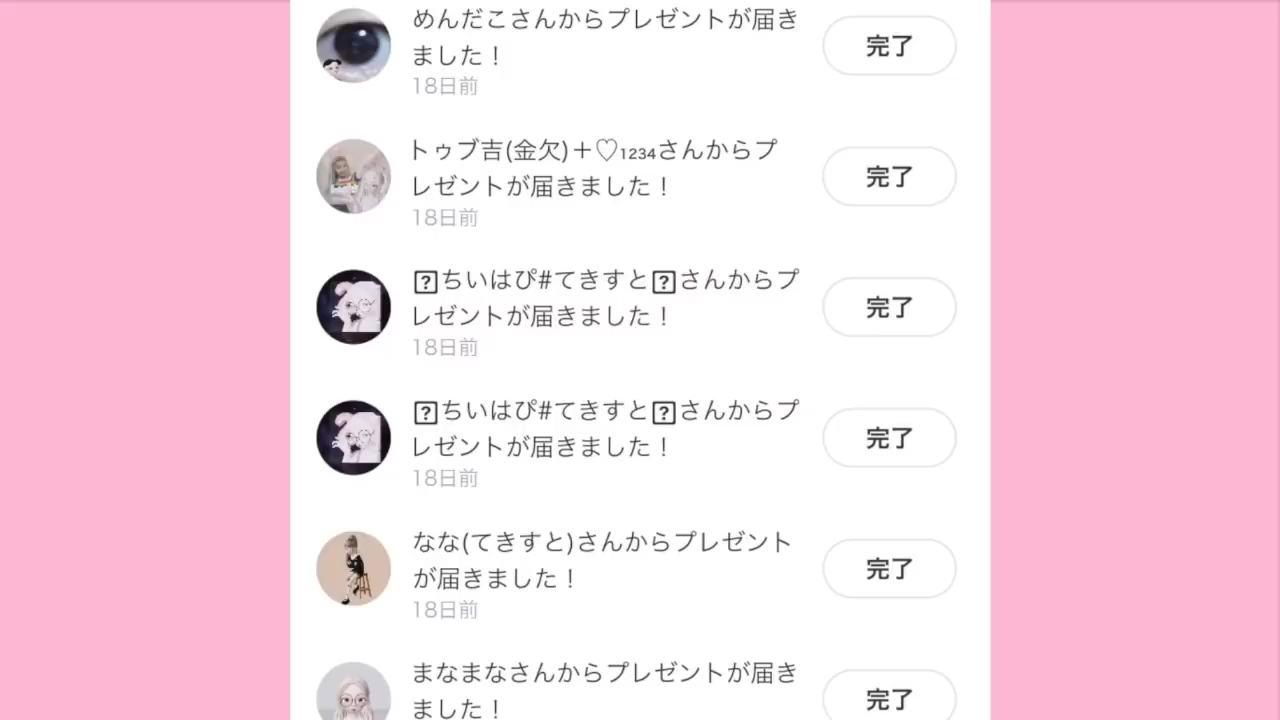 めんだこさんからプレゼントが届き
ました！
18日前
完了
トゥブ吉(金欠)＋♡₁₂₃₄さんからプ
レゼントが届きました！
18日前
完了
⍰ちいはぴ#てきすと⍰さんからプ
レゼントが届きました！
18日前
完了
⍰ちいはぴ#てきすと⍰さんからプ
レゼントが届きました！
18日前
完了
なな(てきすと)さんからプレゼント
が届きました！
18日前
完了
まなまなさんからプレゼントが届き
ました！
完了